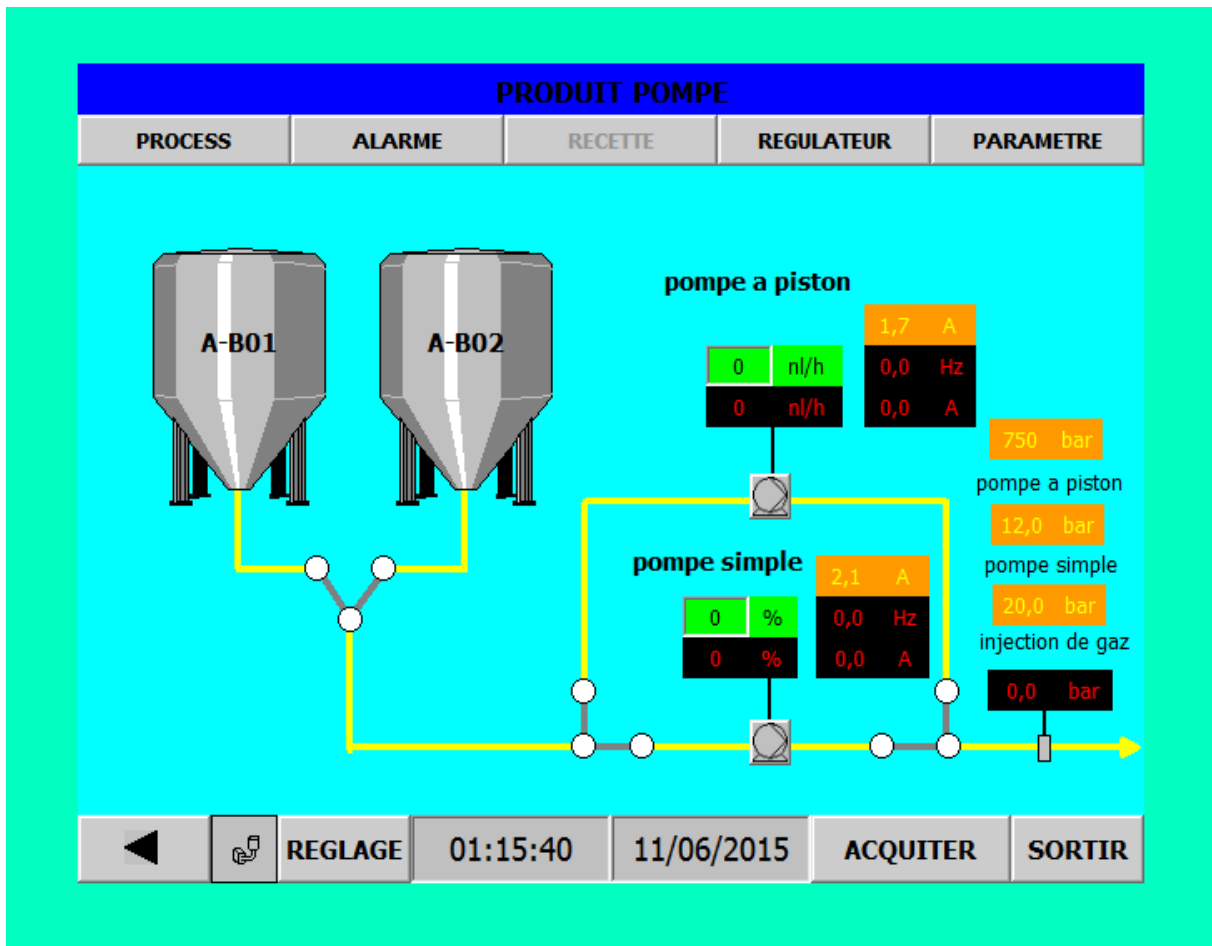 PRODUIT POMPE
PROCESS ALARME RECETTE REGULATEUR PARAMETRE
A-B01 A-B02
pompe a piston
1,7 A
0 nl/h 0,0 Hz
0 nl/h 0,0 A
750 bar
pompe a piston
12,0 bar
pompe simple
pompe simple
2,1 A
20,0 bar
0 % 0,0 Hz
injection de gaz
0 % 0,0 A
0,0 bar
REGLAGE 01:15:40 11/06/2015 ACQUITER SORTIR